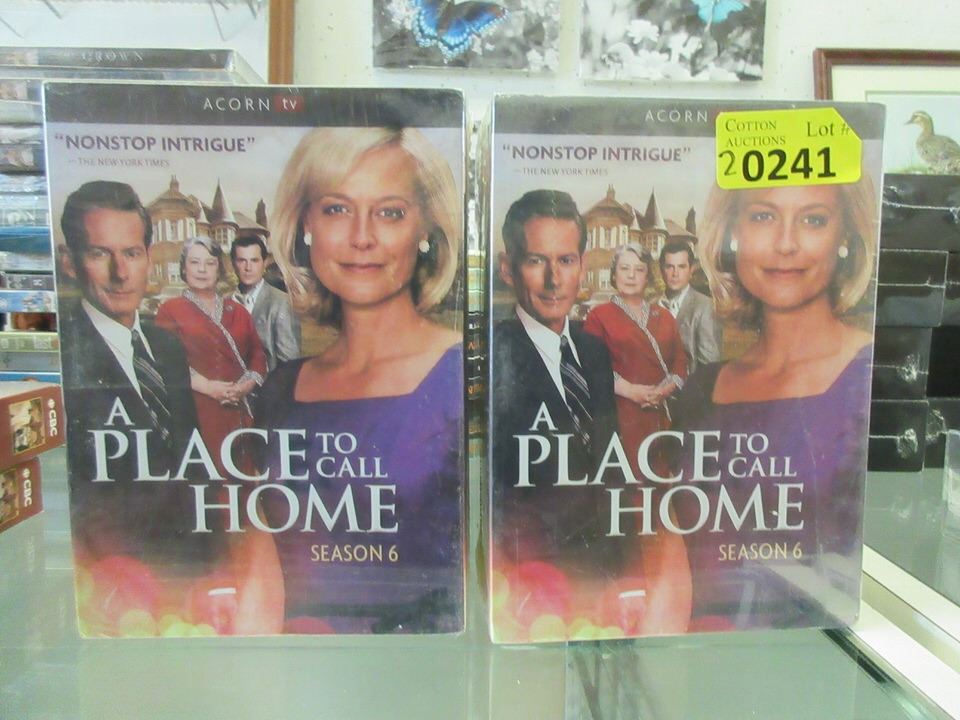 CROWN
ACORN tv
"NONSTOP INTRIGUE"
— THE NEW YORK TIMES
A
PLACE TO
CALL
HOME
SEASON 6
ACORN
"NONSTOP INTRIGUE"
— THE NEW YORK TIMES
A
PLACE TO
CALL
HOME
SEASON 6
COTTON
AUCTIONS
Lot #
20241
CBC
CBC